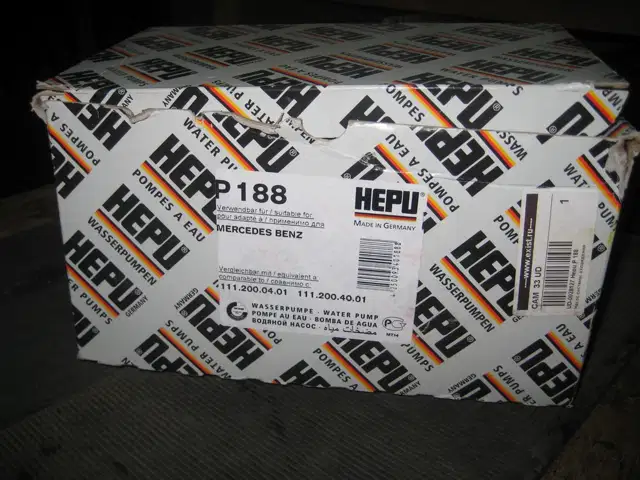 P 188
Verwendbar für / suitable for
pour adapté à / применимо для
MERCEDES BENZ
HEPU®
MADE IN GERMANY
Vergleichbar mit / equivalent a
comparable to / сравнимо с
111.200.04.01 111.200.40.01
WASSERPUMPE - WATER PUMP
POMPE AU EAU - BOMBA DE AGUA
ВОДЯНОЙ НАСОС - مضخات مياه
HEPU®
GERMANY
POMPES A EAU
WASSERPUMPEN
WATER PUMPS
1
www.exist.ru
CAM 33 UD